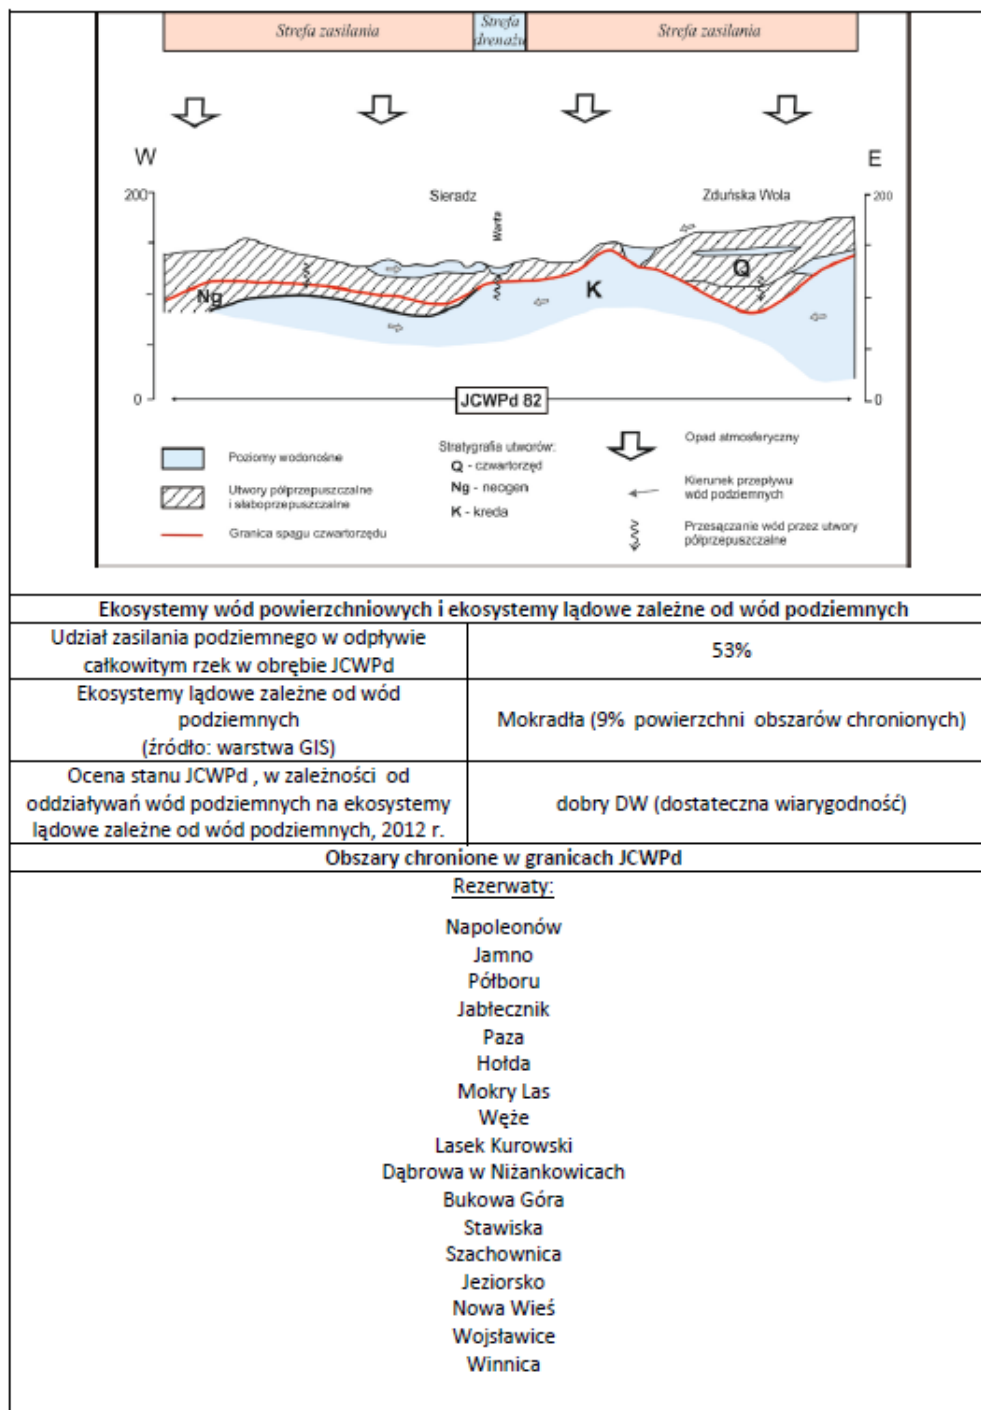 Strefa zasilania
Strefa
drenażu
Strefa zasilania
W
E
200
200
Sieradz
Warta
Zduńska Wola
Q
Ng
K
0
0
JCWPd 82
Poziomy wodonośne
Utwory półprzepuszczalne
i słaboprzepuszczalne
Granica spągu czwartorzędu
Stratygrafia utworów:
Q - czwartorzęd
Ng - neogen
K - kreda
Opad atmosferyczny
Kierunek przepływu
wód podziemnych
Przesączanie wód przez utwory
półprzepuszczalne
Ekosystemy wód powierzchniowych i ekosystemy lądowe zależne od wód podziemnych
Udział zasilania podziemnego w odpływie
całkowitym rzek w obrębie JCWPd
53%
Ekosystemy lądowe zależne od wód
podziemnych
(źródło: warstwa GIS)
Mokradła (9% powierzchni obszarów chronionych)
Ocena stanu JCWPd , w zależności od
oddziaływań wód podziemnych na ekosystemy
lądowe zależne od wód podziemnych, 2012 r.
dobry DW (dostateczna wiarygodność)
Obszary chronione w granicach JCWPd
Rezerwaty:
Napoleonów
Jamno
Półboru
Jabłecznik
Paza
Hołda
Mokry Las
Węże
Lasek Kurowski
Dąbrowa w Niżankowicach
Bukowa Góra
Stawiska
Szachownica
Jeziorsko
Nowa Wieś
Wojsławice
Winnica